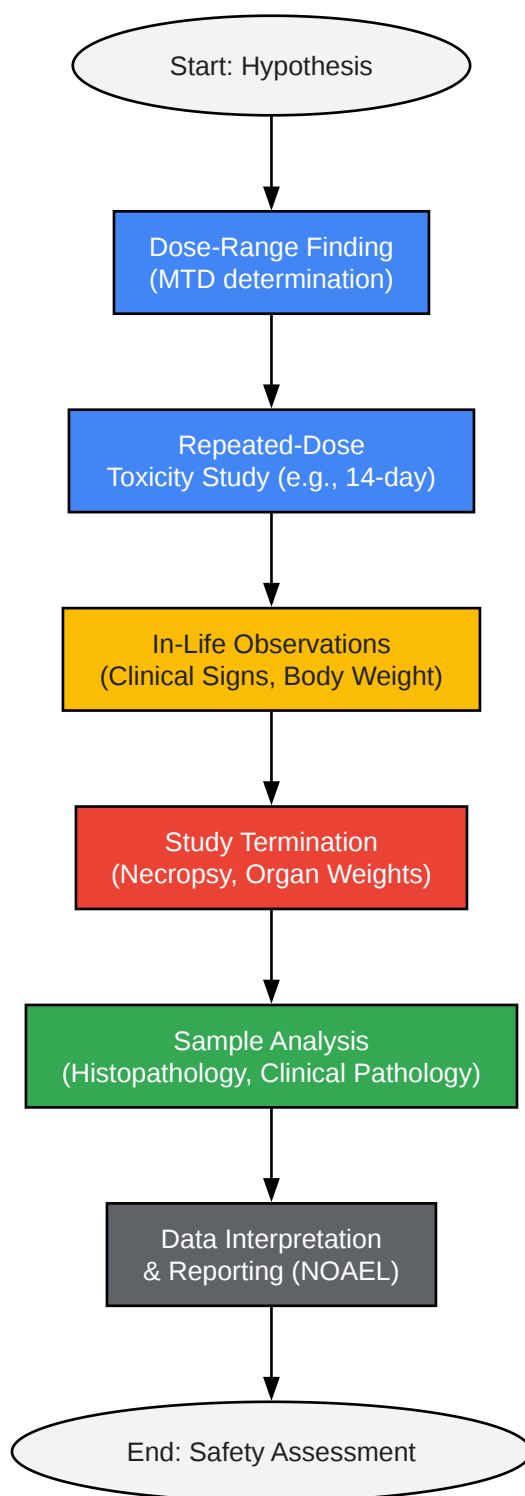 Start: Hypothesis
Dose-Range Finding
(MTD determination)
Repeated-Dose
Toxicity Study (e.g., 14-day)
In-Life Observations
(Clinical Signs, Body Weight)
Study Termination
(Necropsy, Organ Weights)
Sample Analysis
(Histopathology, Clinical Pathology)
Data Interpretation
& Reporting (NOAEL)
End: Safety Assessment